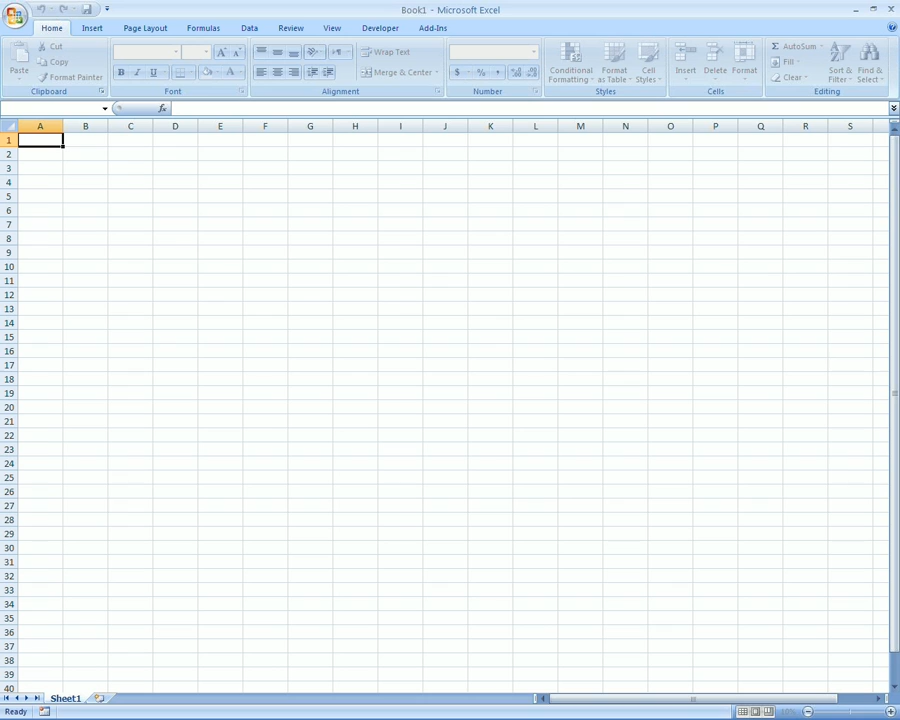 Book1 - Microsoft Excel
Home Insert Page Layout Formulas Data Review View Developer Add-Ins
Paste Cut
Copy
Format Painter
Clipboard
B I U A A A
Font
Wrap Text
Merge & Center
Alignment
$ % ,
Number
Conditional Formatting
Format as Table
Cell Styles
Styles
Insert Delete Format
Cells
Σ AutoSum
Fill
Clear
Sort & Filter
Find & Select
Editing
fx
A B C D E F G H I J K L M N O P Q R S
1
2
3
4
5
6
7
8
9
10
11
12
13
14
15
16
17
18
19
20
21
22
23
24
25
26
27
28
29
30
31
32
33
34
35
36
37
38
39
40
Sheet1
Ready